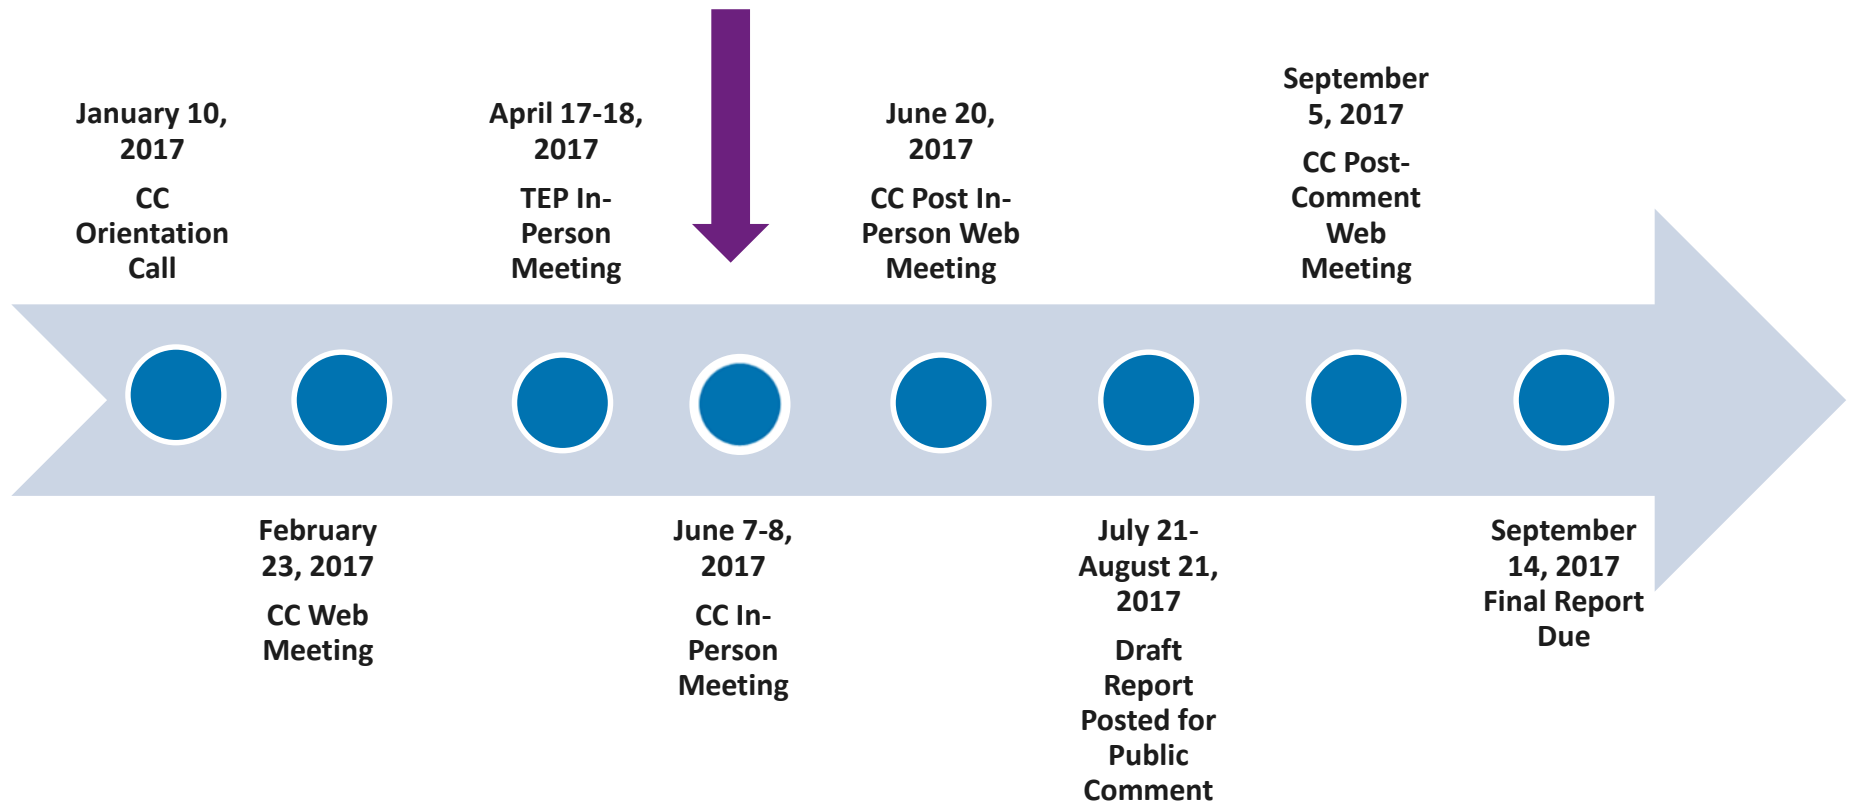 January 10,
2017
CC
Orientation
Call
February
23, 2017
CC Web
Meeting
April 17-18,
2017
TEP In-
Person
Meeting
June 7-8,
2017
CC In-
Person
Meeting
June 20,
2017
CC Post In-
Person Web
Meeting
July 21-
August 21,
2017
Draft
Report
Posted for
Public
Comment
September
5, 2017
CC Post-
Comment
Web
Meeting
September
14, 2017
Final Report
Due